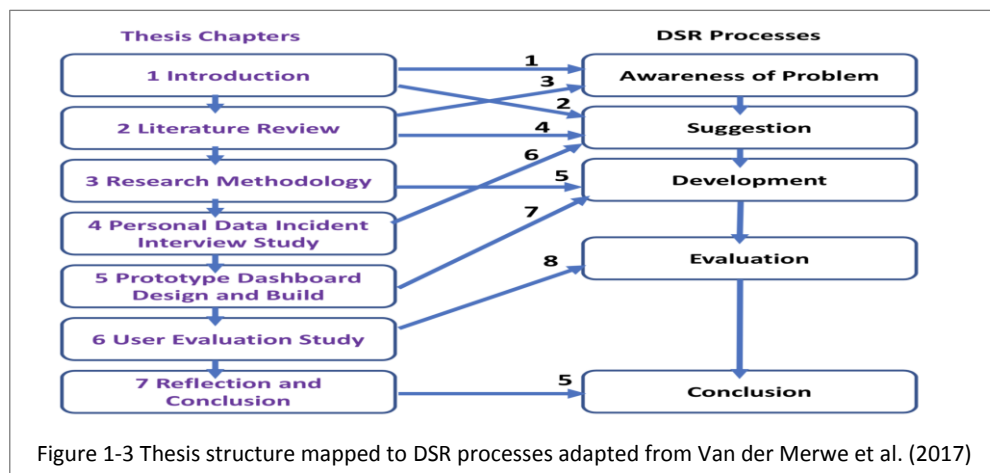 Thesis Chapters
DSR Processes
1 Introduction
1
Awareness of Problem
3
2
2 Literature Review
4
Suggestion
6
3 Research Methodology
5
Development
7
4 Personal Data Incident
Interview Study
8
Evaluation
5 Prototype Dashboard
Design and Build
6 User Evaluation Study
7 Reflection and
Conclusion
5
Conclusion
Figure 1-3 Thesis structure mapped to DSR processes adapted from Van der Merwe et al. (2017)